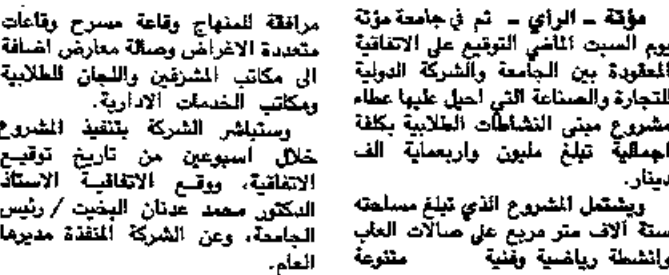 مؤتة ـ الرأي ـ تم في جامعة مؤتة
يوم السبت الماضي التوقيع على الاتفاقية
المعقودة بين الجامعة والشركة الدولية
للتجارة والصناعة التي احيل عليها عطاء
مشروع مبنى النشاطات الطلابية بكلفة
اجمالية تبلغ مليون واربعماية الف
دينار.
ويشتمل المشروع الذي تبلغ مساحته
ستة آلاف متر مربع على صالات العاب
وانشطة رياضية وفنية متنوعة
مرافقة للمنهاج وقاعة مسرح وقاعات
متعددة الاغراض وصالة معارض اضافة
الى مكاتب المشرفين واللجان الطلابية
ومكاتب الخدمات الادارية.
وستباشر الشركة بتنفيذ المشروع
خلال اسبوعين من تاريخ توقيع
الاتفاقية، ووقع الاتفاقية الاستاذ
الدكتور محمد عدنان البخيت / رئيس
الجامعة، وعن الشركة المنفذة مديرها
العام.